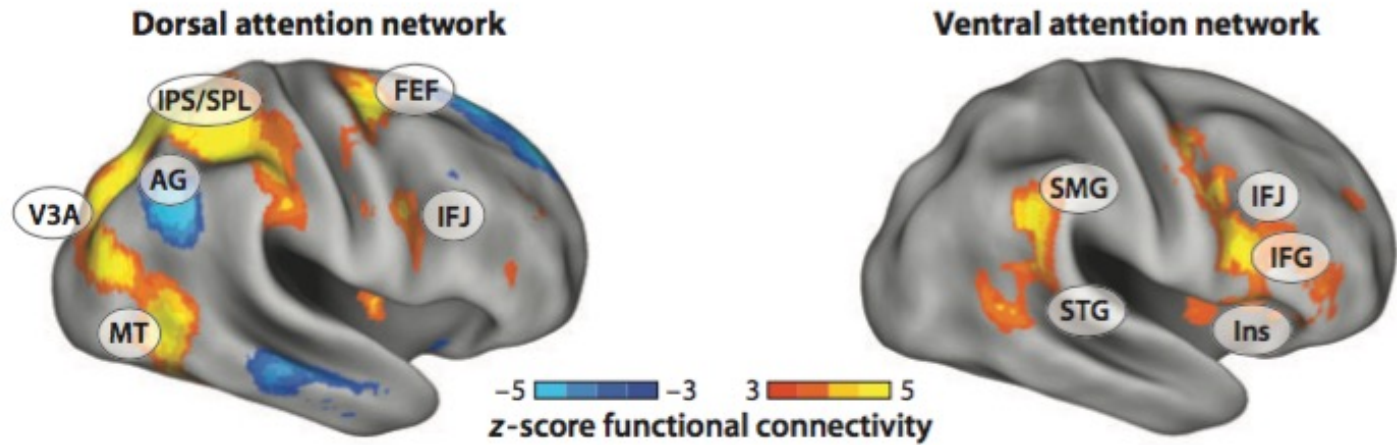 Dorsal attention network
IPS/SPL
FEF
AG
V3A
IFJ
MT
Ventral attention network
SMG
IFJ
IFG
STG
Ins
−5 −3 3 5
z-score functional connectivity